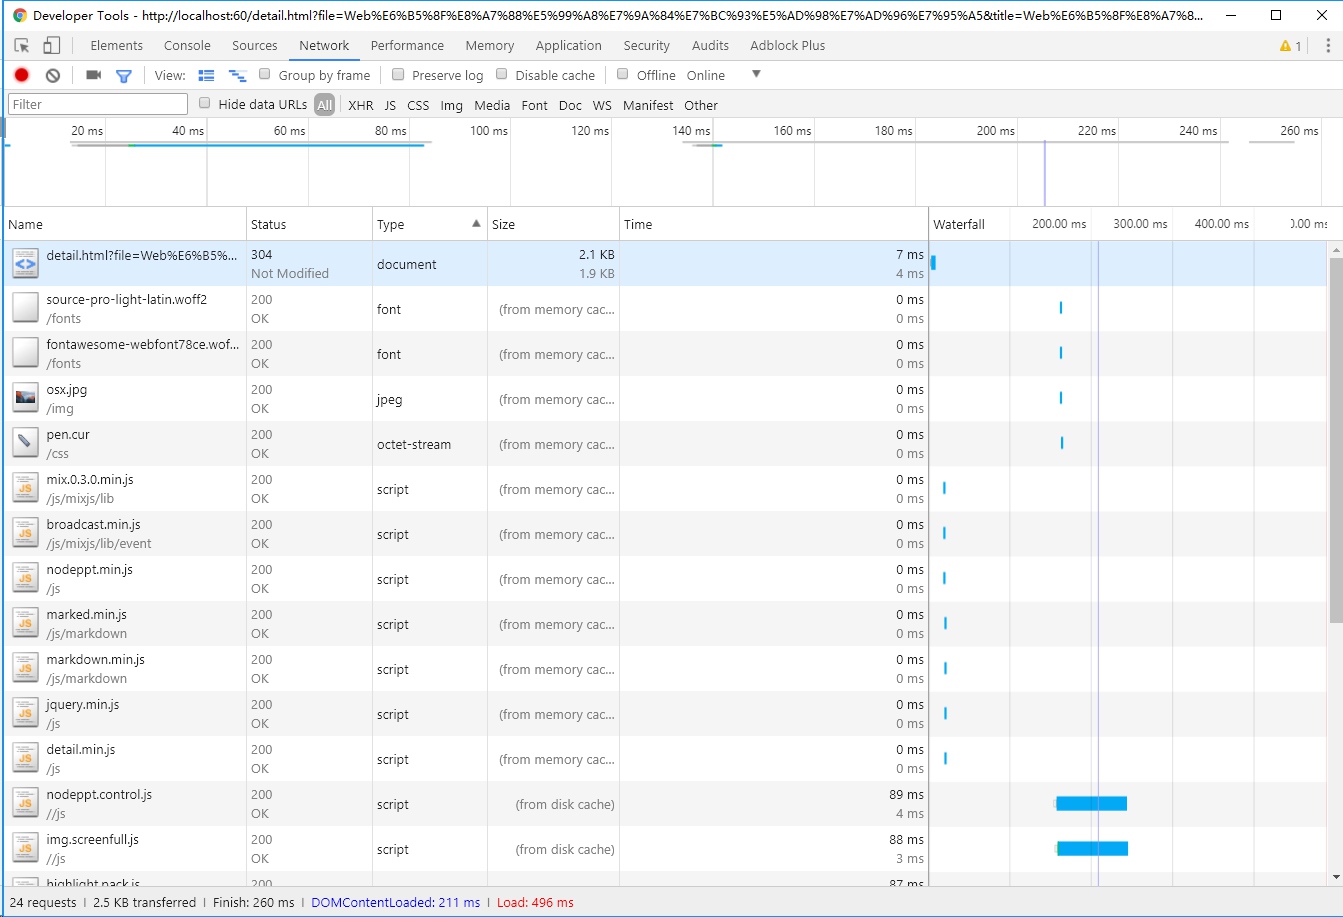 Developer Tools - http://localhost:60/detail.html?file=Web%E6%B5%8F%E8%A7%88%E5%99%A8%E7%9A%84%E7%BC%93%E5%AD%98%E7%AD%96%E7%95%A5&title=Web%E6%B5%8F%E8%A7%8...
Elements Console Sources Network Performance Memory Application Security Audits Adblock Plus 1
View: Group by frame Preserve log Disable cache Offline Online
Filter Hide data URLs All XHR JS CSS Img Media Font Doc WS Manifest Other
20 ms 40 ms 60 ms 80 ms 100 ms 120 ms 140 ms 160 ms 180 ms 200 ms 220 ms 240 ms 260 ms
Name Status Type Size Time Waterfall 200.00 ms 300.00 ms 400.00 ms 0.00 ms
detail.html?file=Web%E6%B5%... 304 document 2.1 KB 7 ms
Not Modified 1.9 KB 4 ms
source-pro-light-latin.woff2 200 font (from memory cac... 0 ms
/fonts OK 0 ms
fontawesome-webfont78ce.wof... 200 font (from memory cac... 0 ms
/fonts OK 0 ms
osx.jpg 200 jpeg (from memory cac... 0 ms
/img OK 0 ms
pen.cur 200 octet-stream (from memory cac... 0 ms
/css OK 0 ms
mix.0.3.0.min.js 200 script (from memory cac... 0 ms
/js/mixjs/lib OK 0 ms
broadcast.min.js 200 script (from memory cac... 0 ms
/js/mixjs/lib/event OK 0 ms
nodeppt.min.js 200 script (from memory cac... 0 ms
/js OK 0 ms
marked.min.js 200 script (from memory cac... 0 ms
/js/markdown OK 0 ms
markdown.min.js 200 script (from memory cac... 0 ms
/js/markdown OK 0 ms
jquery.min.js 200 script (from memory cac... 0 ms
/js OK 0 ms
detail.min.js 200 script (from memory cac... 0 ms
/js OK 0 ms
nodeppt.control.js 200 script (from disk cache) 89 ms
//js OK 4 ms
img.screenfull.js 200 script (from disk cache) 88 ms
//js OK 3 ms
highlight.pack.js 200 87 ms
24 requests | 2.5 KB transferred | Finish: 260 ms | DOMContentLoaded: 211 ms | Load: 496 ms